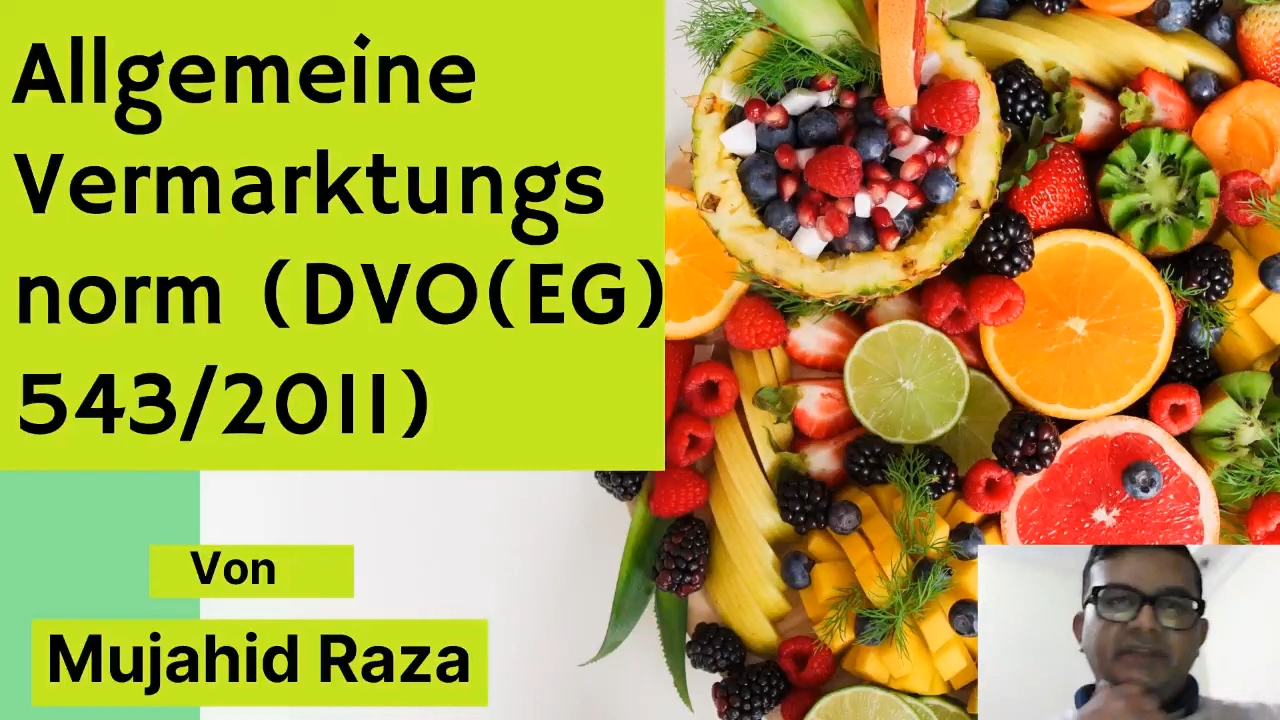 Allgemeine
Vermarktungs
norm (DVO(EG)
543/2011)
Von
Mujahid Raza